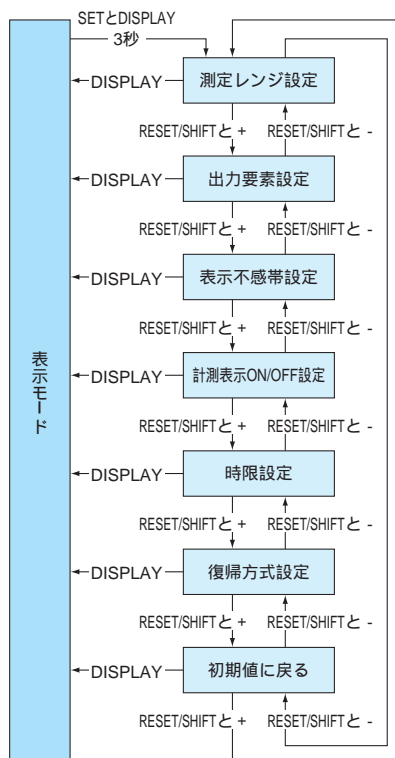 SETとDISPLAY
3秒
測定レンジ設定
DISPLAY
RESET/SHIFTと + RESET/SHIFTと -
出力要素設定
DISPLAY
RESET/SHIFTと + RESET/SHIFTと -
表示不感帯設定
DISPLAY
RESET/SHIFTと + RESET/SHIFTと -
計測表示ON/OFF設定
DISPLAY
RESET/SHIFTと + RESET/SHIFTと -
時限設定
DISPLAY
RESET/SHIFTと + RESET/SHIFTと -
復帰方式設定
DISPLAY
RESET/SHIFTと + RESET/SHIFTと -
初期値に戻る
DISPLAY
RESET/SHIFTと + RESET/SHIFTと -
表示モード